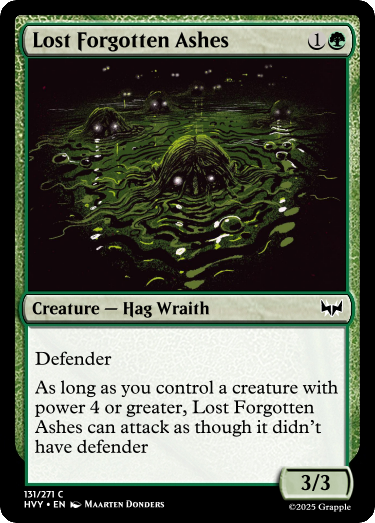 Lost Forgotten Ashes 1
Creature — Hag Wraith
Defender
As long as you control a creature with
power 4 or greater, Lost Forgotten
Ashes can attack as though it didn't
have defender
3/3
131/271 C
HVY • EN Maarten Donders
©2025 Grapple